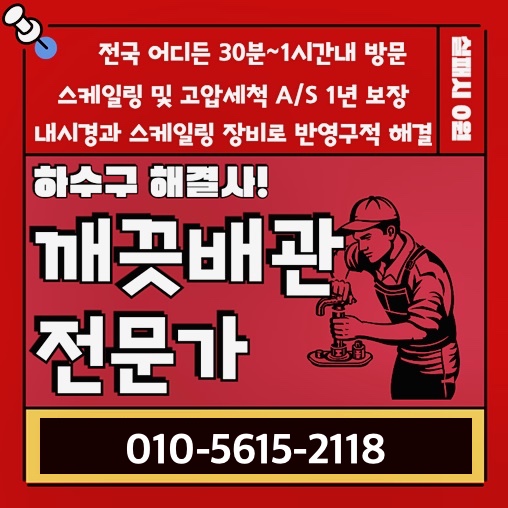 전국 어디든 30분~1시간내 방문
스케일링 및 고압세척 A/S 1년 보장
내시경과 스케일링 장비로 반영구적 해결
실패시 0원
하수구 해결사!
깨끗배관
전문가
010-5615-2118